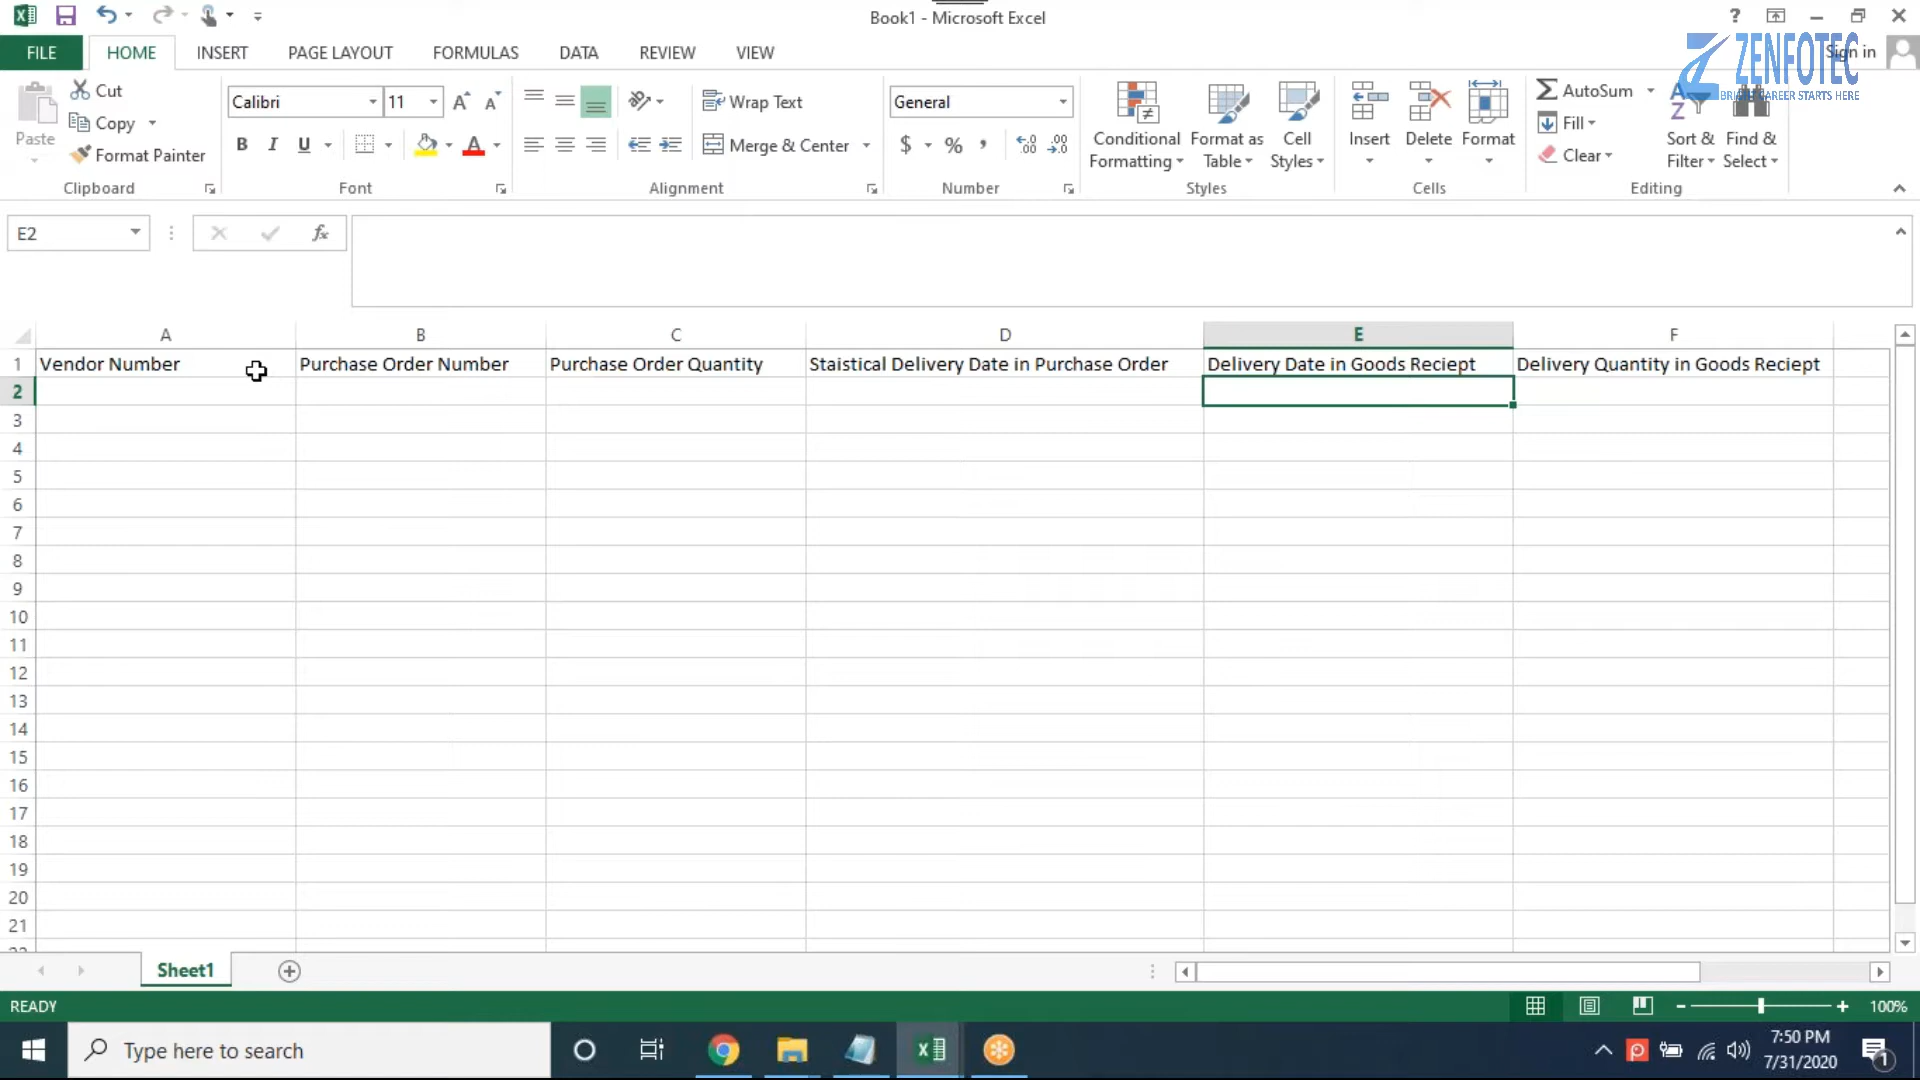 Book1 - Microsoft Excel
?
FILE HOME INSERT PAGE LAYOUT FORMULAS DATA REVIEW VIEW
Sign in
ZENFOTEC
Cut
Copy
Format Painter
Paste
Clipboard
Calibri 11
A A
B I U A
Font
Wrap Text
Merge & Center
Alignment
General
$ % ,
Number
Conditional Formatting
Format as Table
Cell Styles
Styles
Insert Delete Format
Cells
AutoSum
Fill
Clear
Sort & Filter
Find & Select
Editing
E2
fx
A B C D E F
1 Vendor Number Purchase Order Number Purchase Order Quantity Staistical Delivery Date in Purchase Order Delivery Date in Goods Reciept Delivery Quantity in Goods Reciept
2
3
4
5
6
7
8
9
10
11
12
13
14
15
16
17
18
19
20
21
Sheet1
READY
100%
Type here to search
7:50 PM
7/31/2020
1